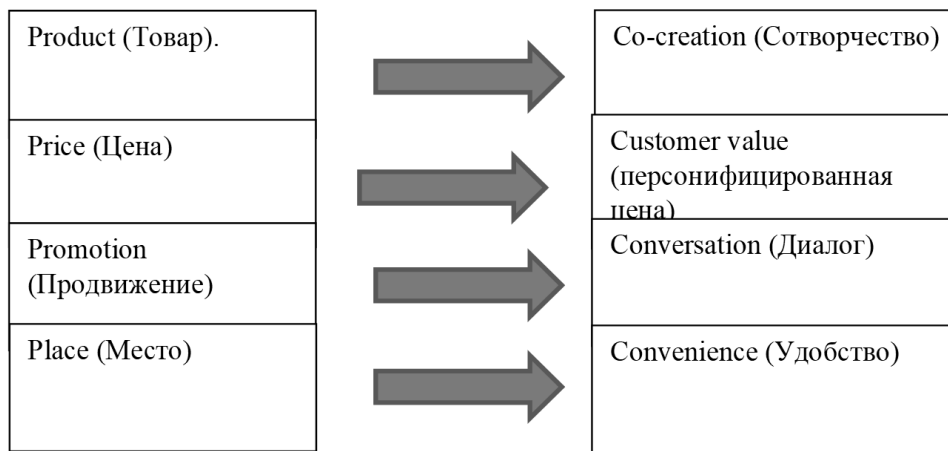 Product (Товар).
Co-creation (Сотворчество)
Price (Цена)
Customer value
(персонифицированная
цена)
Promotion
(Продвижение)
Conversation (Диалог)
Place (Место)
Convenience (Удобство)